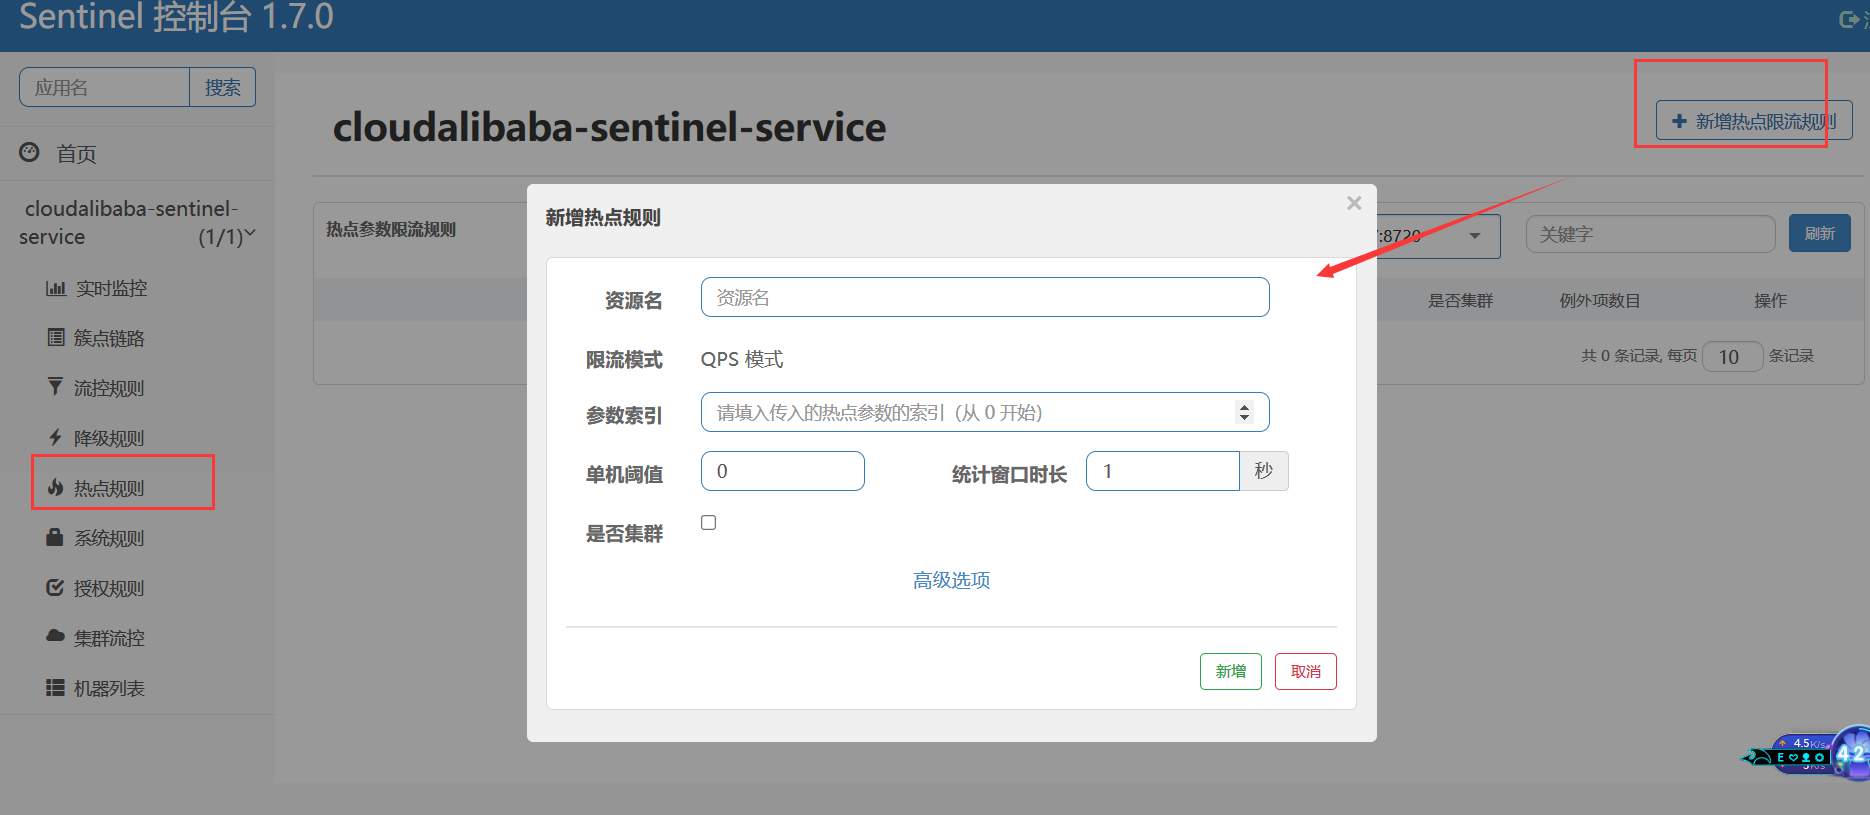 Sentinel 控制台 1.7.0
应用名
搜索
首页
cloudalibaba-sentinel-
service
(1/1)
实时监控
簇点链路
流控规则
降级规则
热点规则
系统规则
授权规则
集群流控
机器列表
cloudalibaba-sentinel-service
新增热点限流规则
热点参数限流规则
:8720
关键字
刷新
是否集群
例外项数目
操作
共 0 条记录, 每页 10 条记录
新增热点规则
×
资源名
资源名
限流模式
QPS 模式
参数索引
请填入传入的热点参数的索引（从 0 开始）
单机阈值
0
统计窗口时长
1
秒
是否集群
高级选项
新增
取消
4.5K/s
42